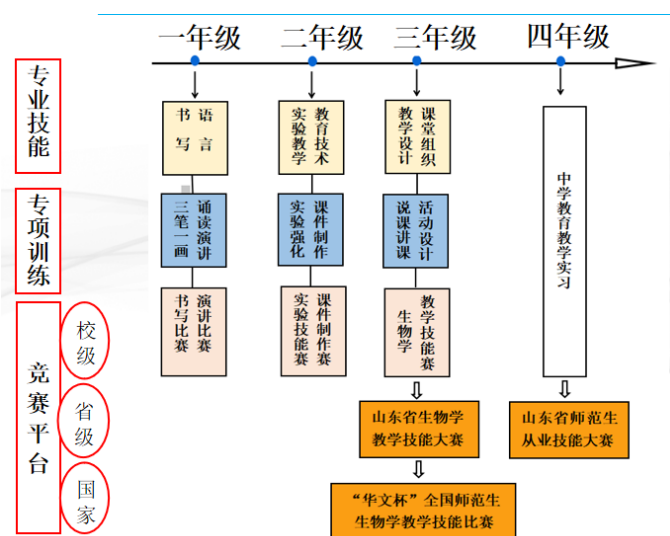 一年级
二年级
三年级
四年级
专业技能
语言
书写
教育技术
实验教学
课堂组织
教学设计
中学教育教学实习
专项训练
诵读演讲
三笔一画
课件制作
实验强化
活动设计
说课讲课
竞赛平台
校级
演讲比赛
书写比赛
课件制作赛
实验技能赛
教学技能赛
生物学
省级
山东省生物学
教学技能大赛
山东省师范生
从业技能大赛
国家
“华文杯”全国师范生
生物学教学技能比赛